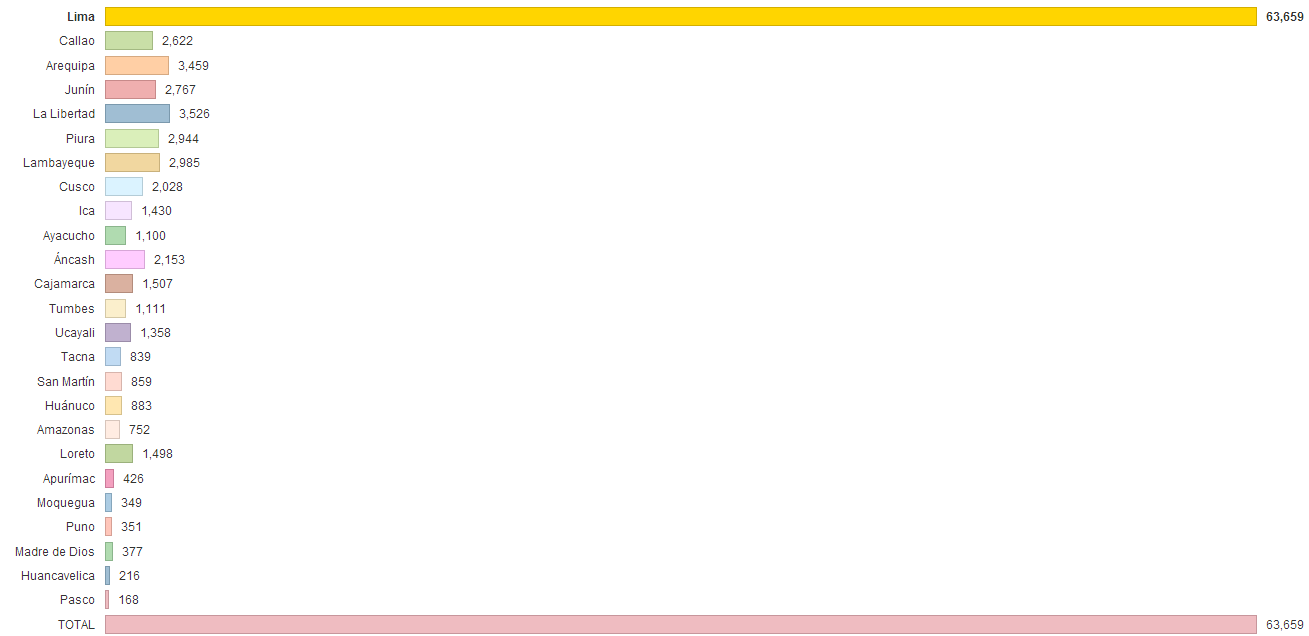 Lima 63,659
Callao 2,622
Arequipa 3,459
Junín 2,767
La Libertad 3,526
Piura 2,944
Lambayeque 2,985
Cusco 2,028
Ica 1,430
Ayacucho 1,100
Áncash 2,153
Cajamarca 1,507
Tumbes 1,111
Ucayali 1,358
Tacna 839
San Martín 859
Huánuco 883
Amazonas 752
Loreto 1,498
Apurímac 426
Moquegua 349
Puno 351
Madre de Dios 377
Huancavelica 216
Pasco 168
TOTAL 63,659